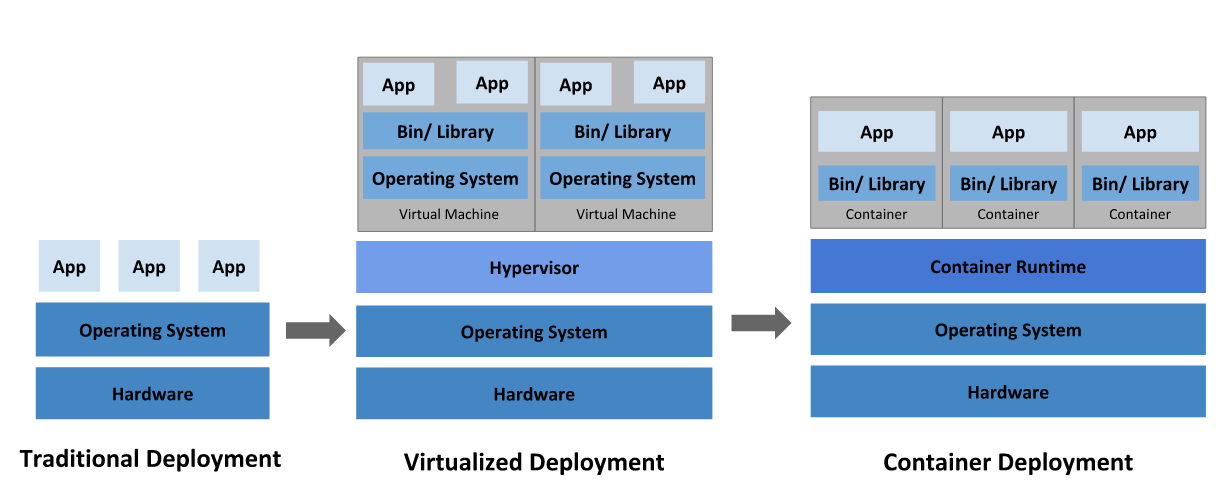 App App App
Operating System
Hardware
Traditional Deployment
App App App App
Bin/ Library Bin/ Library
Operating System Operating System
Virtual Machine Virtual Machine
Hypervisor
Operating System
Hardware
Virtualized Deployment
App App App
Bin/ Library Bin/ Library Bin/ Library
Container Container Container
Container Runtime
Operating System
Hardware
Container Deployment